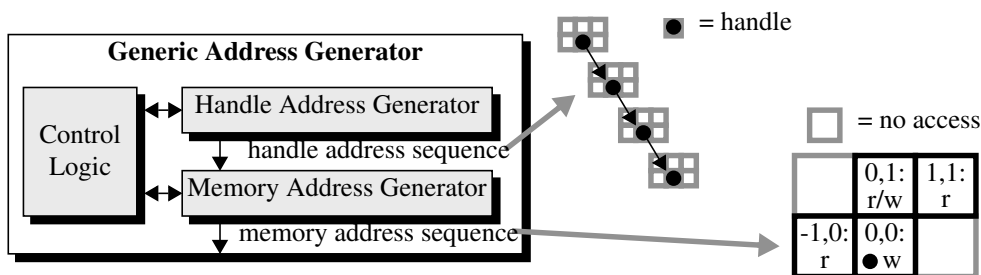 Generic Address Generator
Control
Logic
Handle Address Generator
handle address sequence
Memory Address Generator
memory address sequence
= handle
= no access
0,1:
r/w
1,1:
r
-1,0:
r
0,0:
w